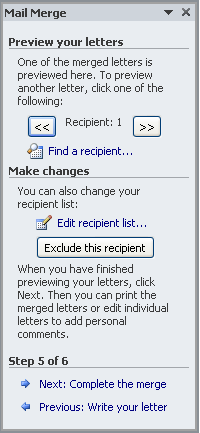 Mail Merge
Preview your letters
One of the merged letters is
previewed here. To preview
another letter, click one of the
following:
<< Recipient: 1 >>
Find a recipient...
Make changes
You can also change your
recipient list:
Edit recipient list...
Exclude this recipient
When you have finished
previewing your letters, click
Next. Then you can print the
merged letters or edit individual
letters to add personal
comments.
Step 5 of 6
Next: Complete the merge
Previous: Write your letter